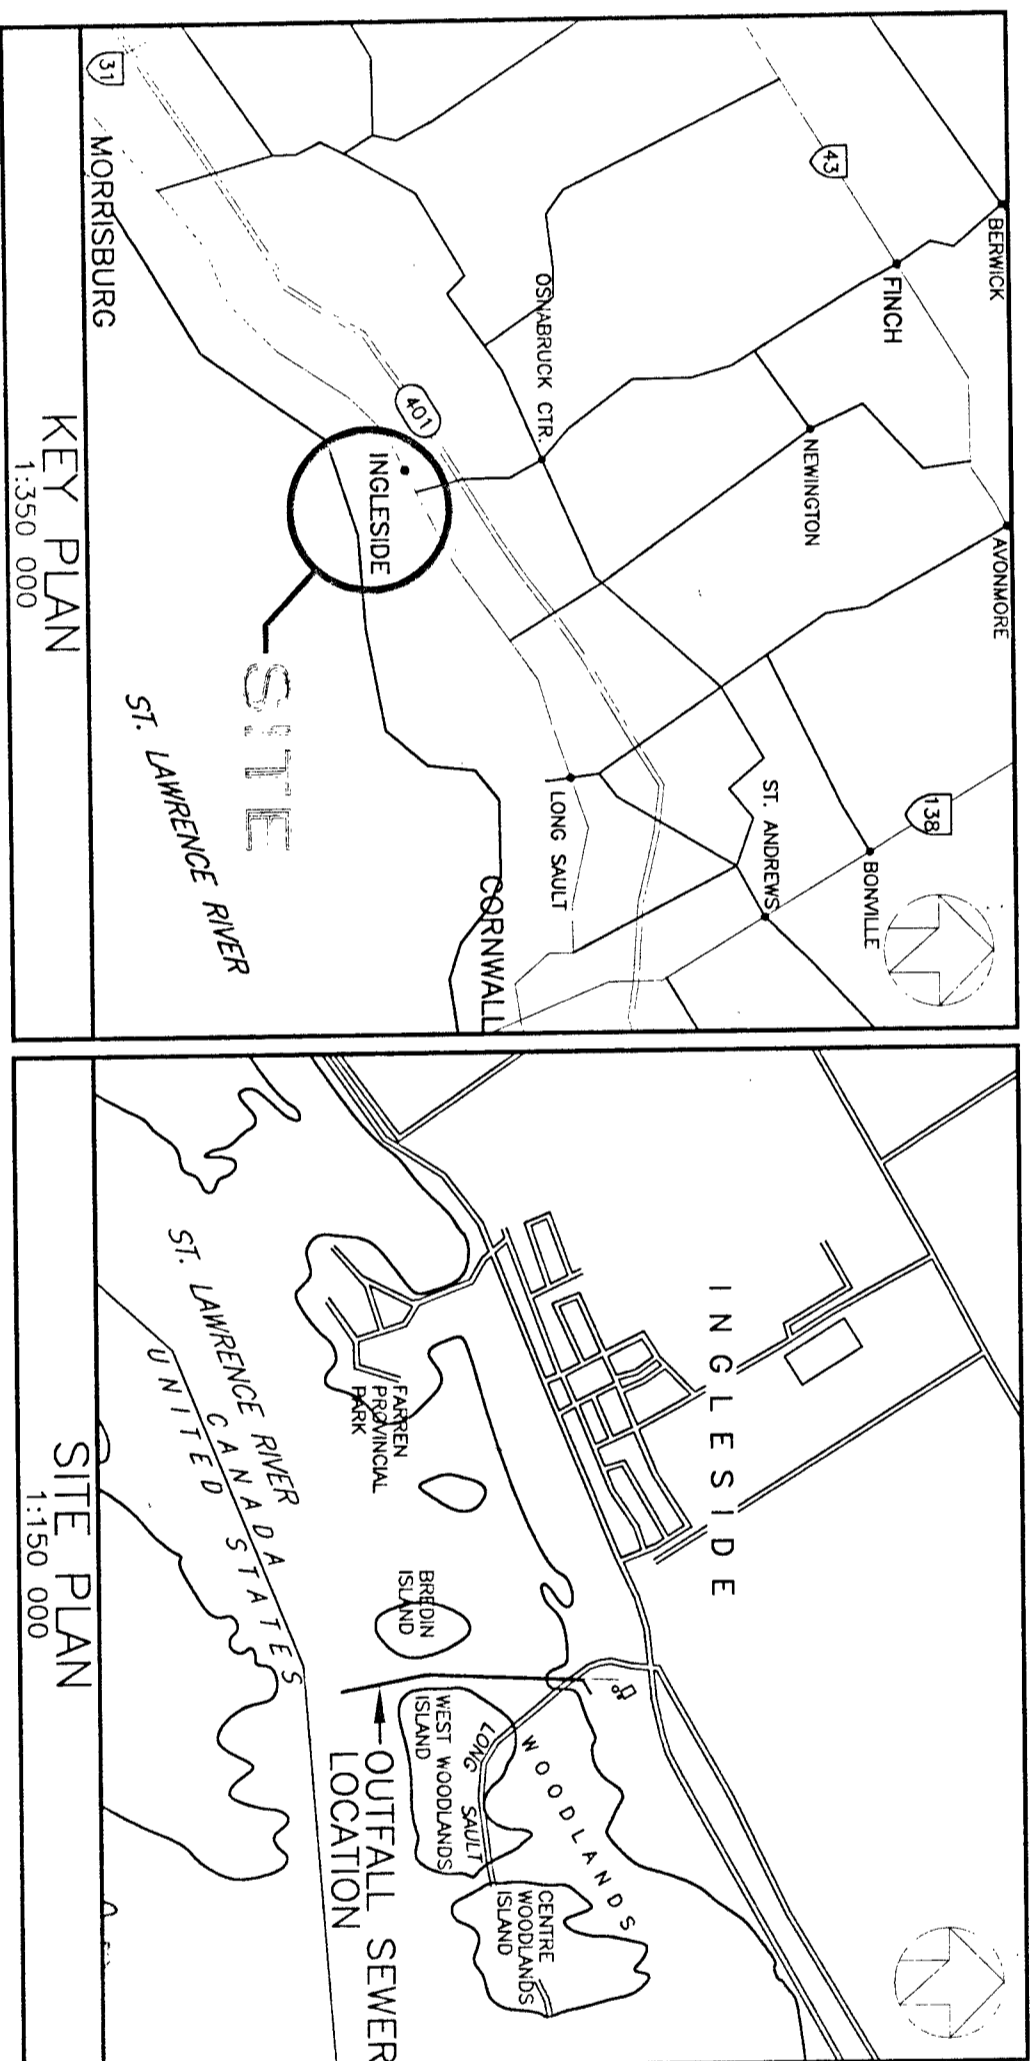 BERWICK
43
FINCH
AVONMORE
NEWINGTON
138
BONVILLE
ST. ANDREWS
OSNABRUCK CTR.
LONG SAULT
401
CORNWALL
INGLESIDE
SITE
ST. LAWRENCE RIVER
31
MORRISBURG
KEY PLAN
1:350 000
INGLESIDE
WOODLANDS
CENTRE
WOODLANDS
ISLAND
LONG SAULT
WEST WOODLANDS
ISLAND
BREDIN
ISLAND
FARREN
PROVINCIAL
PARK
OUTFALL SEWER
LOCATION
ST. LAWRENCE RIVER
CANADA
UNITED STATES
SITE PLAN
1:150 000